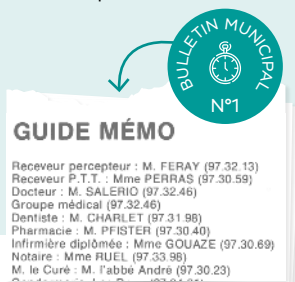 BULLETIN MUNICIPAL
N°1
GUIDE MÉMO
Receveur percepteur : M. FERAY (97.32.13)
Receveur P.T.T. : Mme PERRAS (97.30.59)
Docteur : M. SALERIO (97.32.46)
Groupe médical (97.32.46)
Dentiste : M. CHARLET (97.31.98)
Pharmacie : M. PFISTER (97.30.40)
Infirmière diplômée : Mme GOUAZE (97.30.69)
Notaire : Mme RUEL (97.33.98)
M. le Curé : M. l'abbé André (97.30.23)